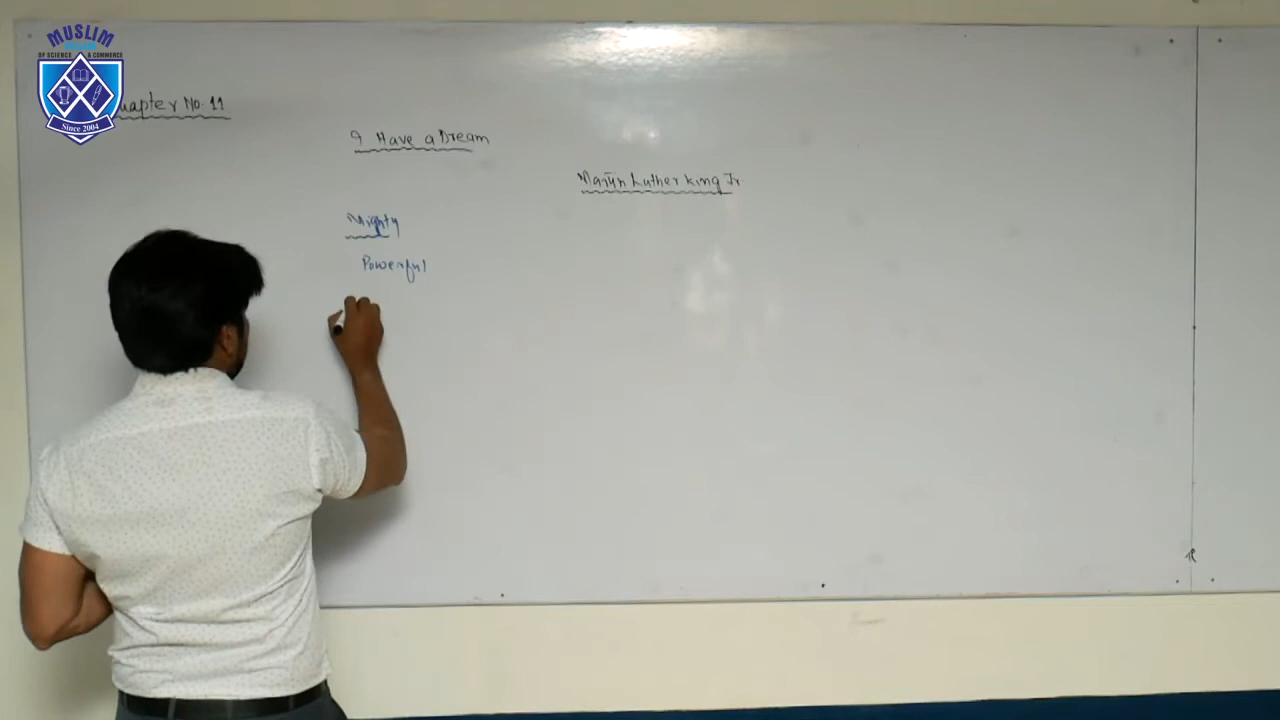 MUSLIM
OF SCIENCE & COMMERCE
Since 2004
Chapter No. 11
I Have a Dream
Martin Luther King Jr
Mighty
Powerful